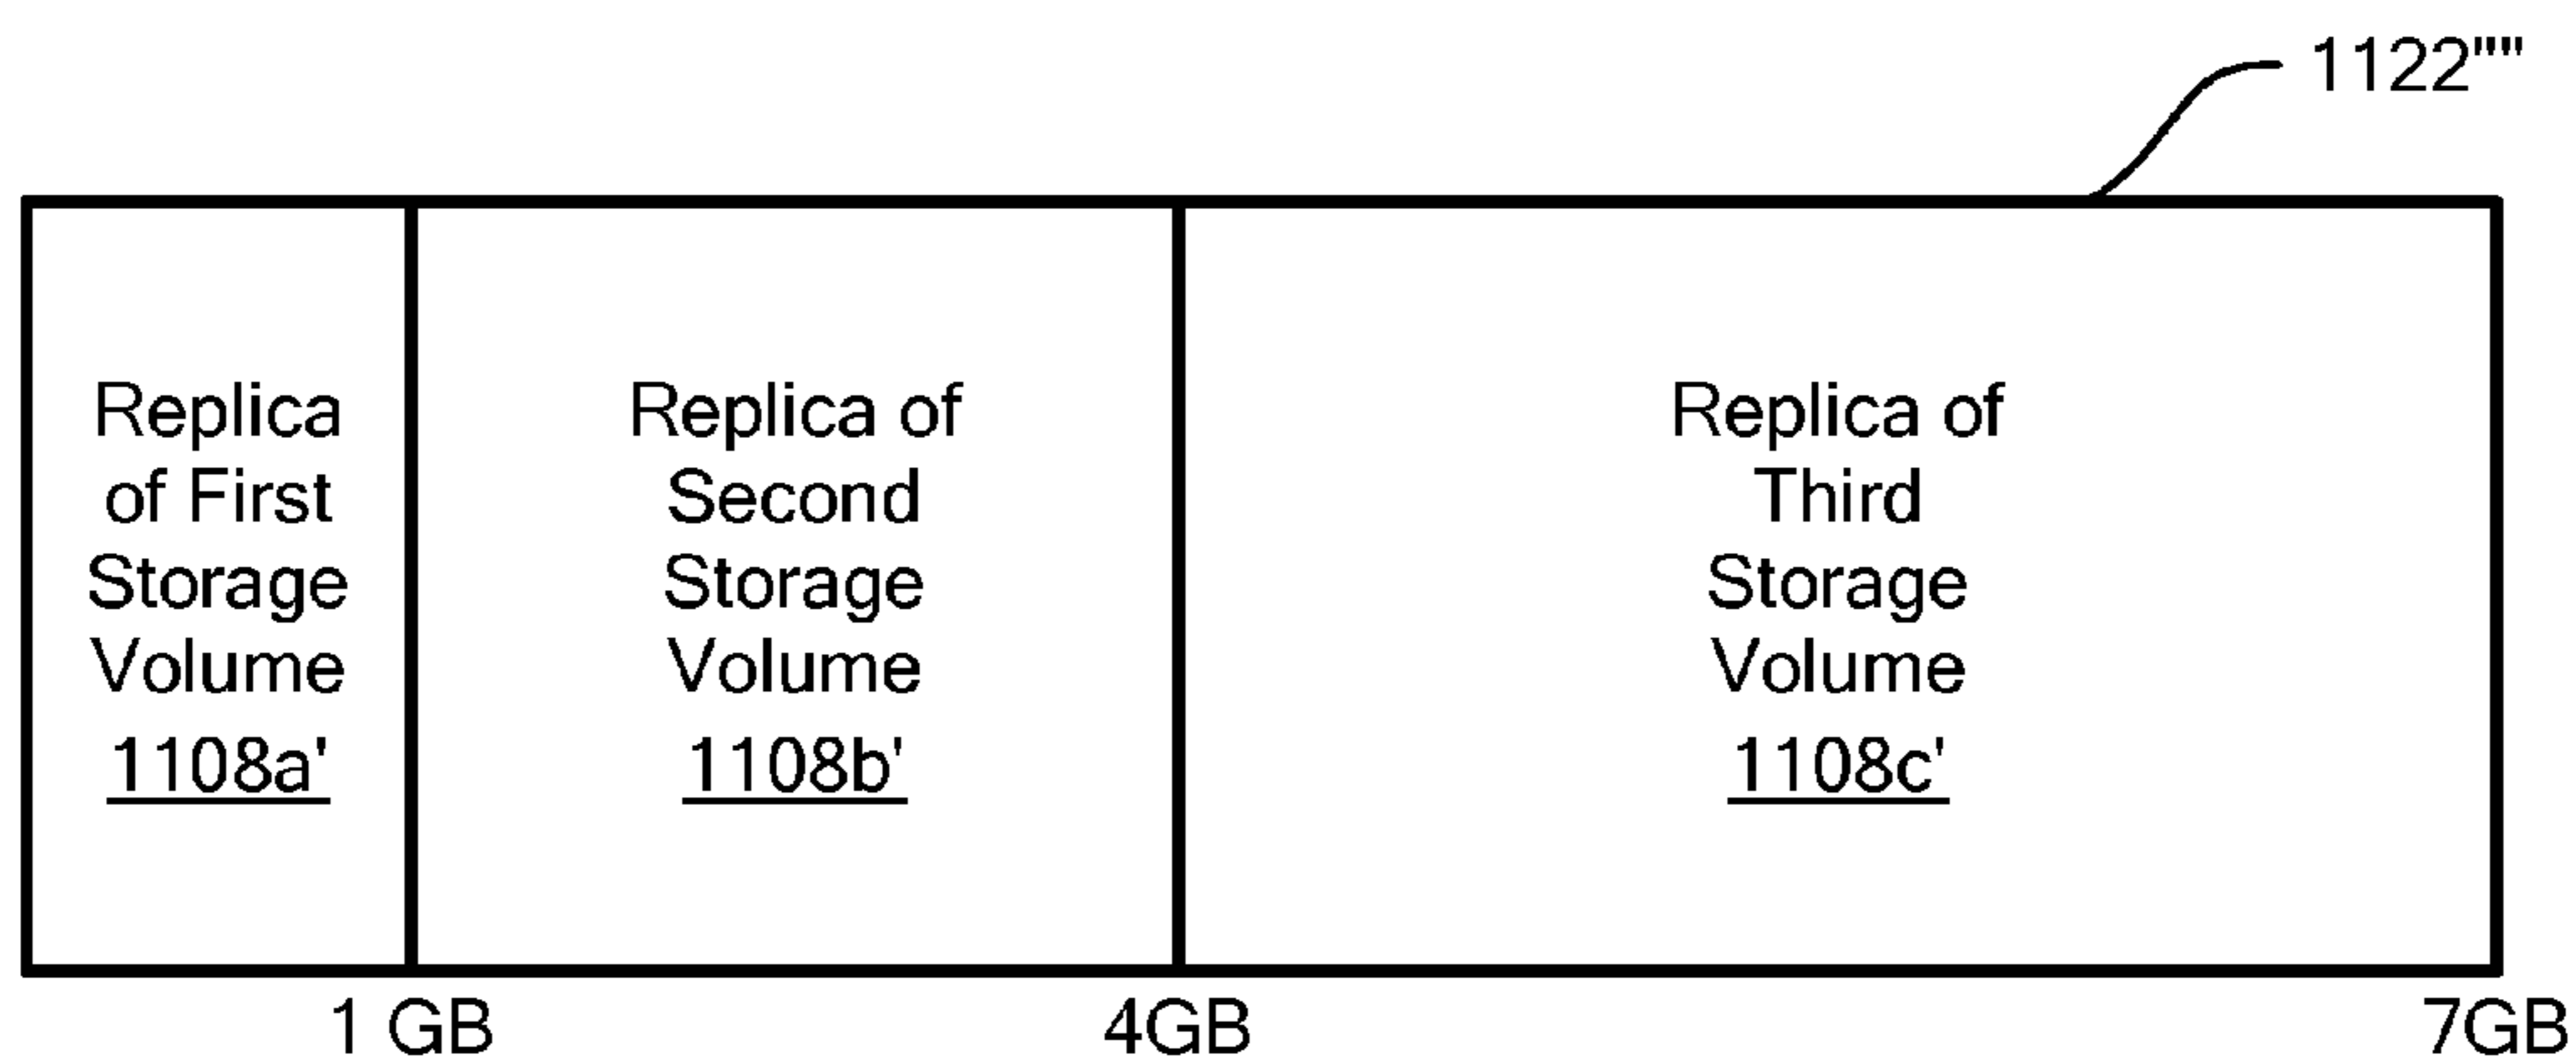 1122""
Replica
of First
Storage
Volume
1108a'
Replica of
Second
Storage
Volume
1108b'
Replica of
Third
Storage
Volume
1108c'
1 GB
4GB
7GB